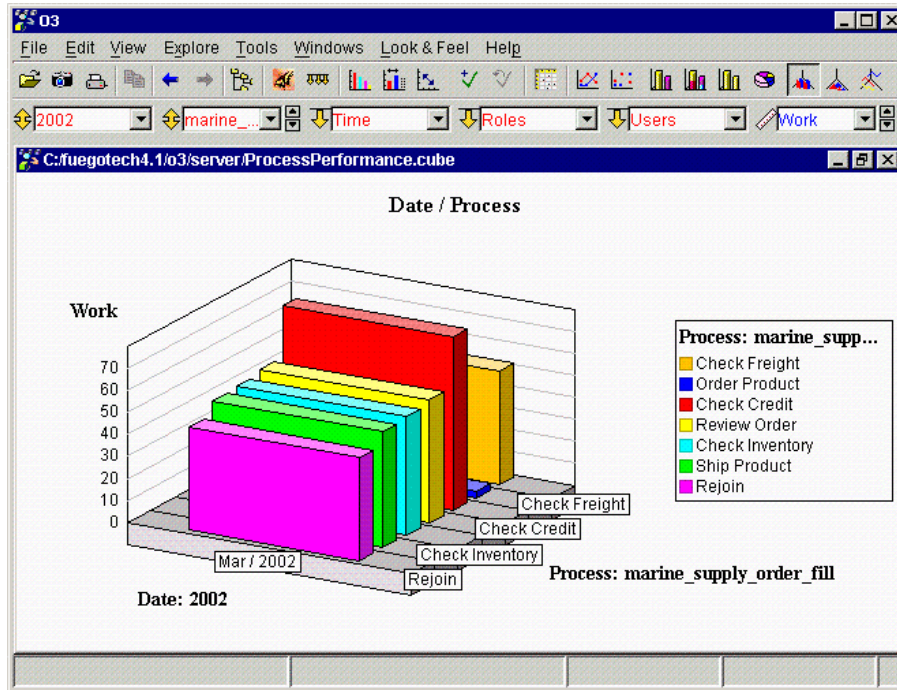 O3
File Edit View Explore Tools Windows Look & Feel Help
2002 marine_... Time Roles Users Work
C:/fuegotech4.1/o3/server/ProcessPerformance.cube
Date / Process
Work
70
60
50
40
30
20
10
0
Process: marine_supp...
Check Freight
Order Product
Check Credit
Review Order
Check Inventory
Ship Product
Rejoin
Check Freight
Check Credit
Check Inventory
Rejoin
Mar / 2002
Process: marine_supply_order_fill
Date: 2002